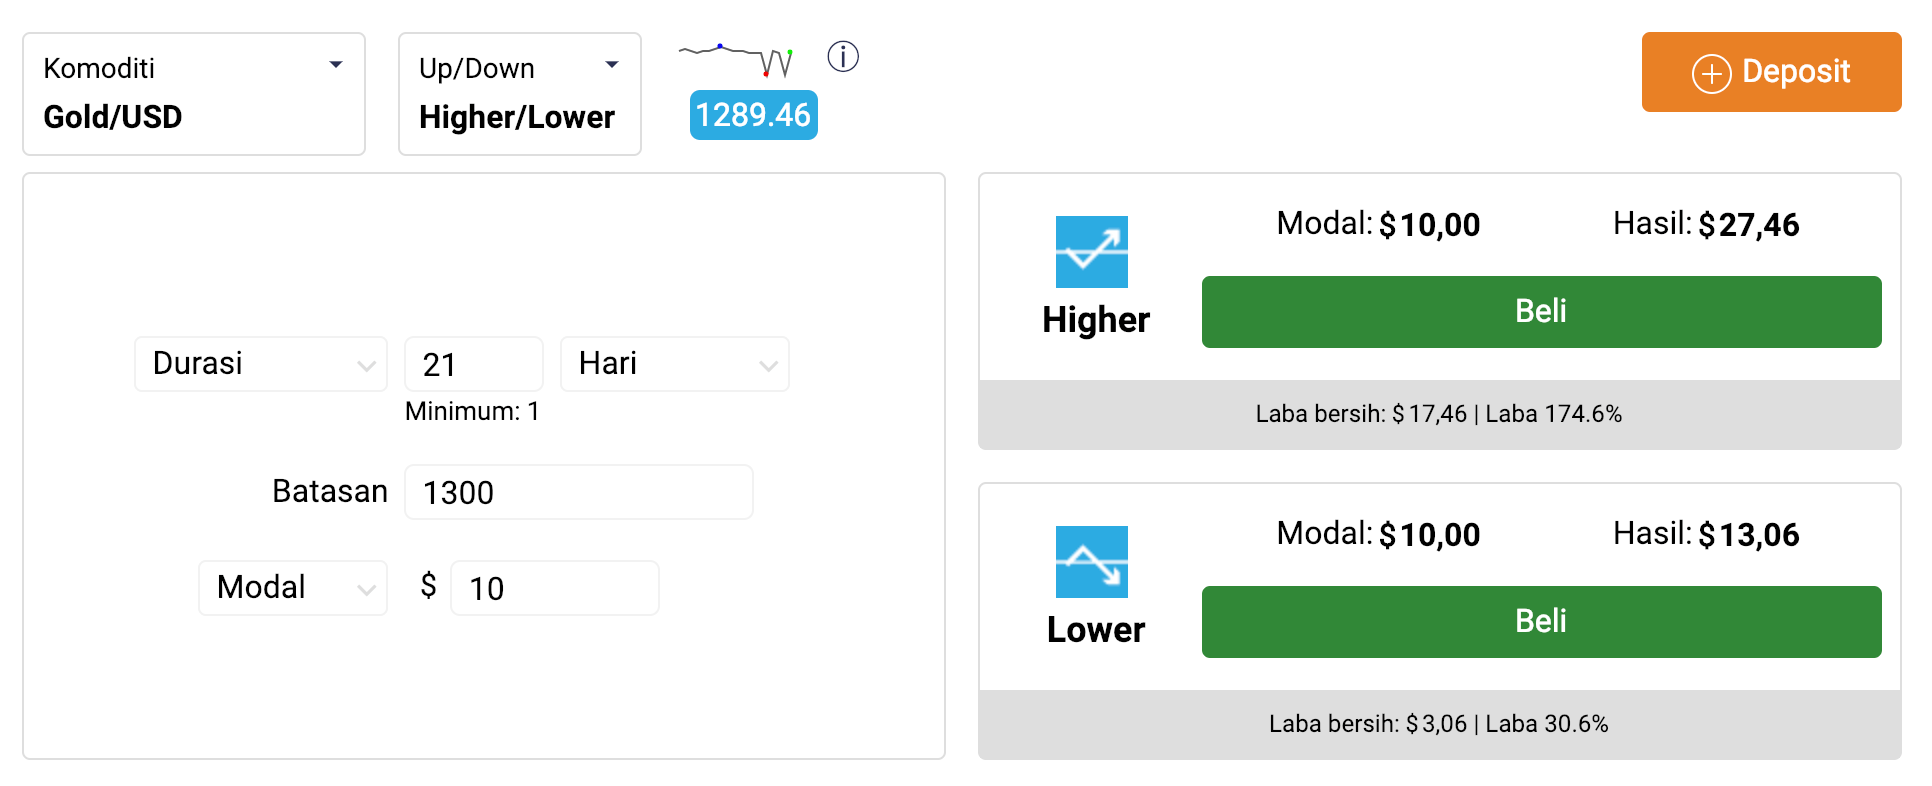 Komoditi
Gold/USD
Up/Down
Higher/Lower
1289.46
Deposit
Durasi 21 Hari
Minimum: 1
Batasan 1300
Modal $ 10
Modal: $10,00 Hasil: $27,46
Higher
Beli
Laba bersih: $17,46 | Laba 174.6%
Modal: $10,00 Hasil: $13,06
Lower
Beli
Laba bersih: $3,06 | Laba 30.6%